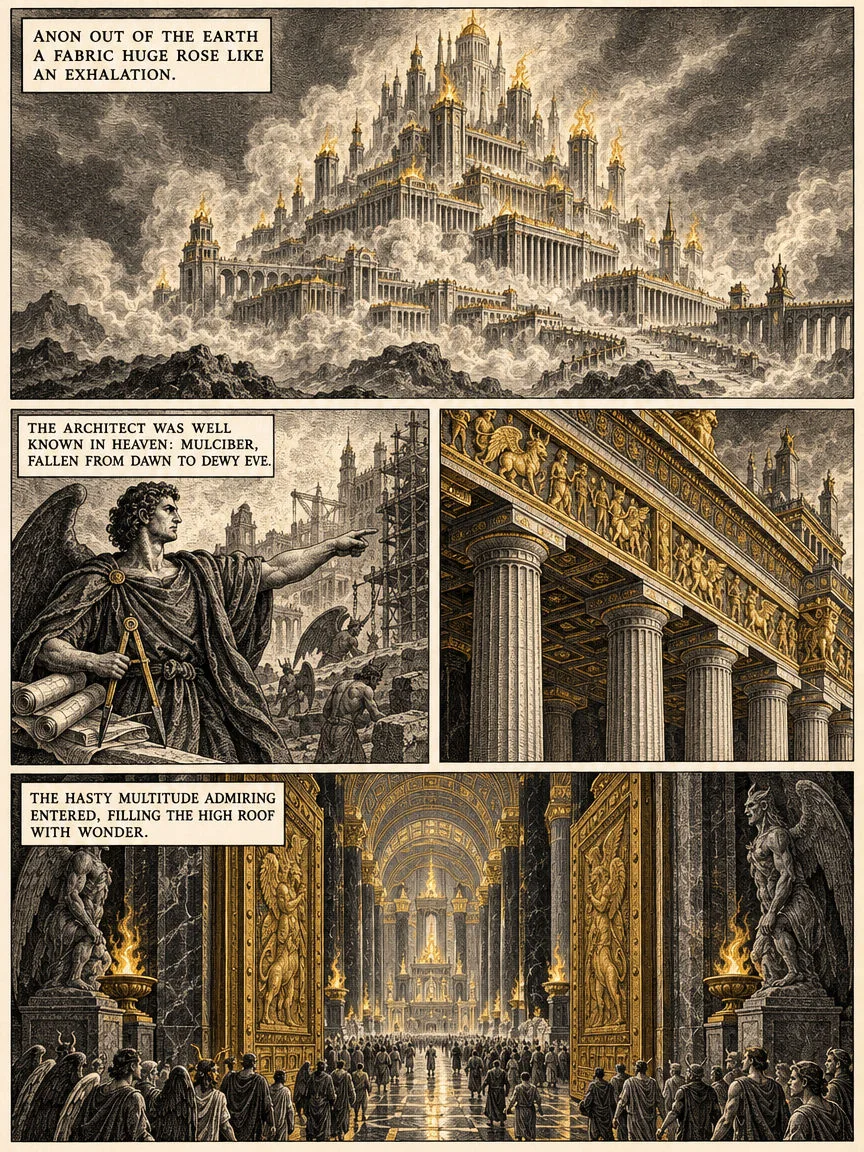 ANON OUT OF THE EARTH
A FABRIC HUGE ROSE LIKE
AN EXHALATION.
THE ARCHITECT WAS WELL
KNOWN IN HEAVEN: MULCIBER,
FALLEN FROM DAWN TO DEWY EVE.
THE HASTY MULTITUDE ADMIRING
ENTERED, FILLING THE HIGH ROOF
WITH WONDER.